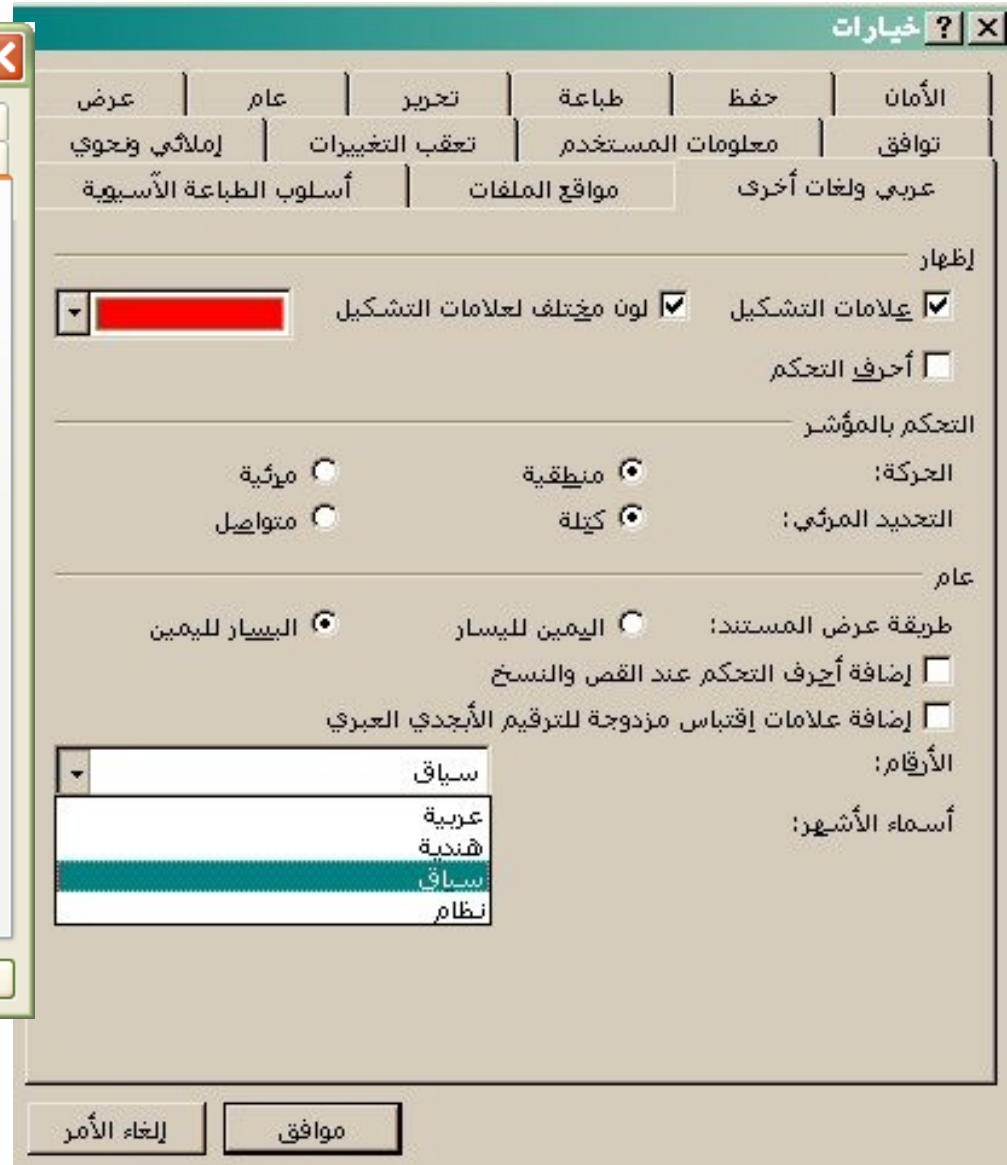 خيارات
الأمان حفظ طباعة تحرير عام عرض
توافق معلومات المستخدم تعقب التغييرات إملائي ونحوي
عربي ولغات أخرى مواقع الملفات أسلوب الطباعة الآسيوية
إظهار
علامات التشكيل لون مختلف لعلامات التشكيل
أحرف التحكم
التحكم بالمؤشر
الحركة: منطقية مرئية
التحديد المرئي: كتلة متواصل
عام
طريقة عرض المستند: اليمين لليسار اليسار لليمين
إضافة أحرف التحكم عند القص والنسخ
إضافة علامات إقتباس مزدوجة للترقيم الأبجدي العبري
الأرقام: سياق
عربية
أسماء الأشهر:
هندية
سياق
نظام
موافق إلغاء الأمر